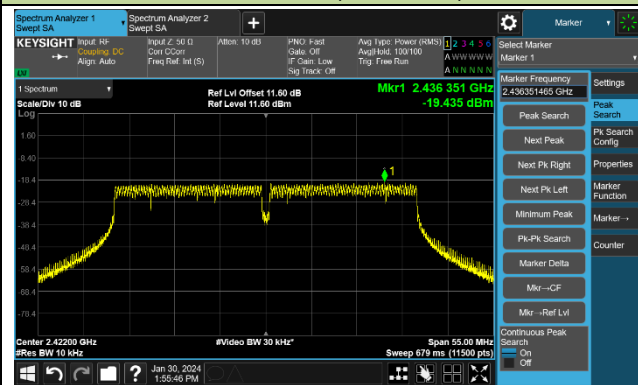 Spectrum Analyzer 1
Swept SA
Spectrum Analyzer 2
Swept SA
+
Marker
KEYSIGHT
Input: RF
Coupling: DC
Align: Auto
Input Z: 50 Ω
Corr CCorr
Freq Ref: Int (S)
Atten: 10 dB
PNO: Fast
Gate: Off
IF Gain: Low
Sig Track: Off
Avg Type: Power (RMS)
Avg|Hold: 100/100
Trig: Free Run
1 2 3 4 5 6
A W W W W W
A N N N N N
LXI
Select Marker
Marker 1
1 Spectrum
Scale/Div 10 dB
Log
Ref Lvl Offset 11.60 dB
Ref Level 11.60 dBm
Mkr1 2.436 351 GHz
-19.435 dBm
1.60
-8.40
-18.4
-28.4
-38.4
-48.4
-58.4
-68.4
-78.4
1
Center 2.42200 GHz
#Res BW 10 kHz
#Video BW 30 kHz*
Span 55.00 MHz
Sweep 679 ms (11500 pts)
Marker Frequency
2.436351465 GHz
Peak Search
Next Peak
Next Pk Right
Next Pk Left
Minimum Peak
Pk-Pk Search
Marker Delta
Mkr→CF
Mkr→Ref Lvl
Continuous Peak
Search
On
Off
Settings
Peak
Search
Pk Search
Config
Properties
Marker
Function
Marker→
Counter
?
Jan 30, 2024
1:55:46 PM